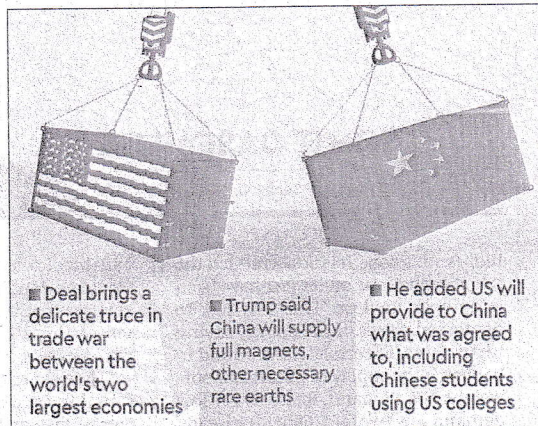 ■ Deal brings a
delicate truce in
trade war
between the
world's two
largest economies
■ Trump said
China will supply
full magnets,
other necessary
rare earths
■ He added US will
provide to China
what was agreed
to, including
Chinese students
using US colleges